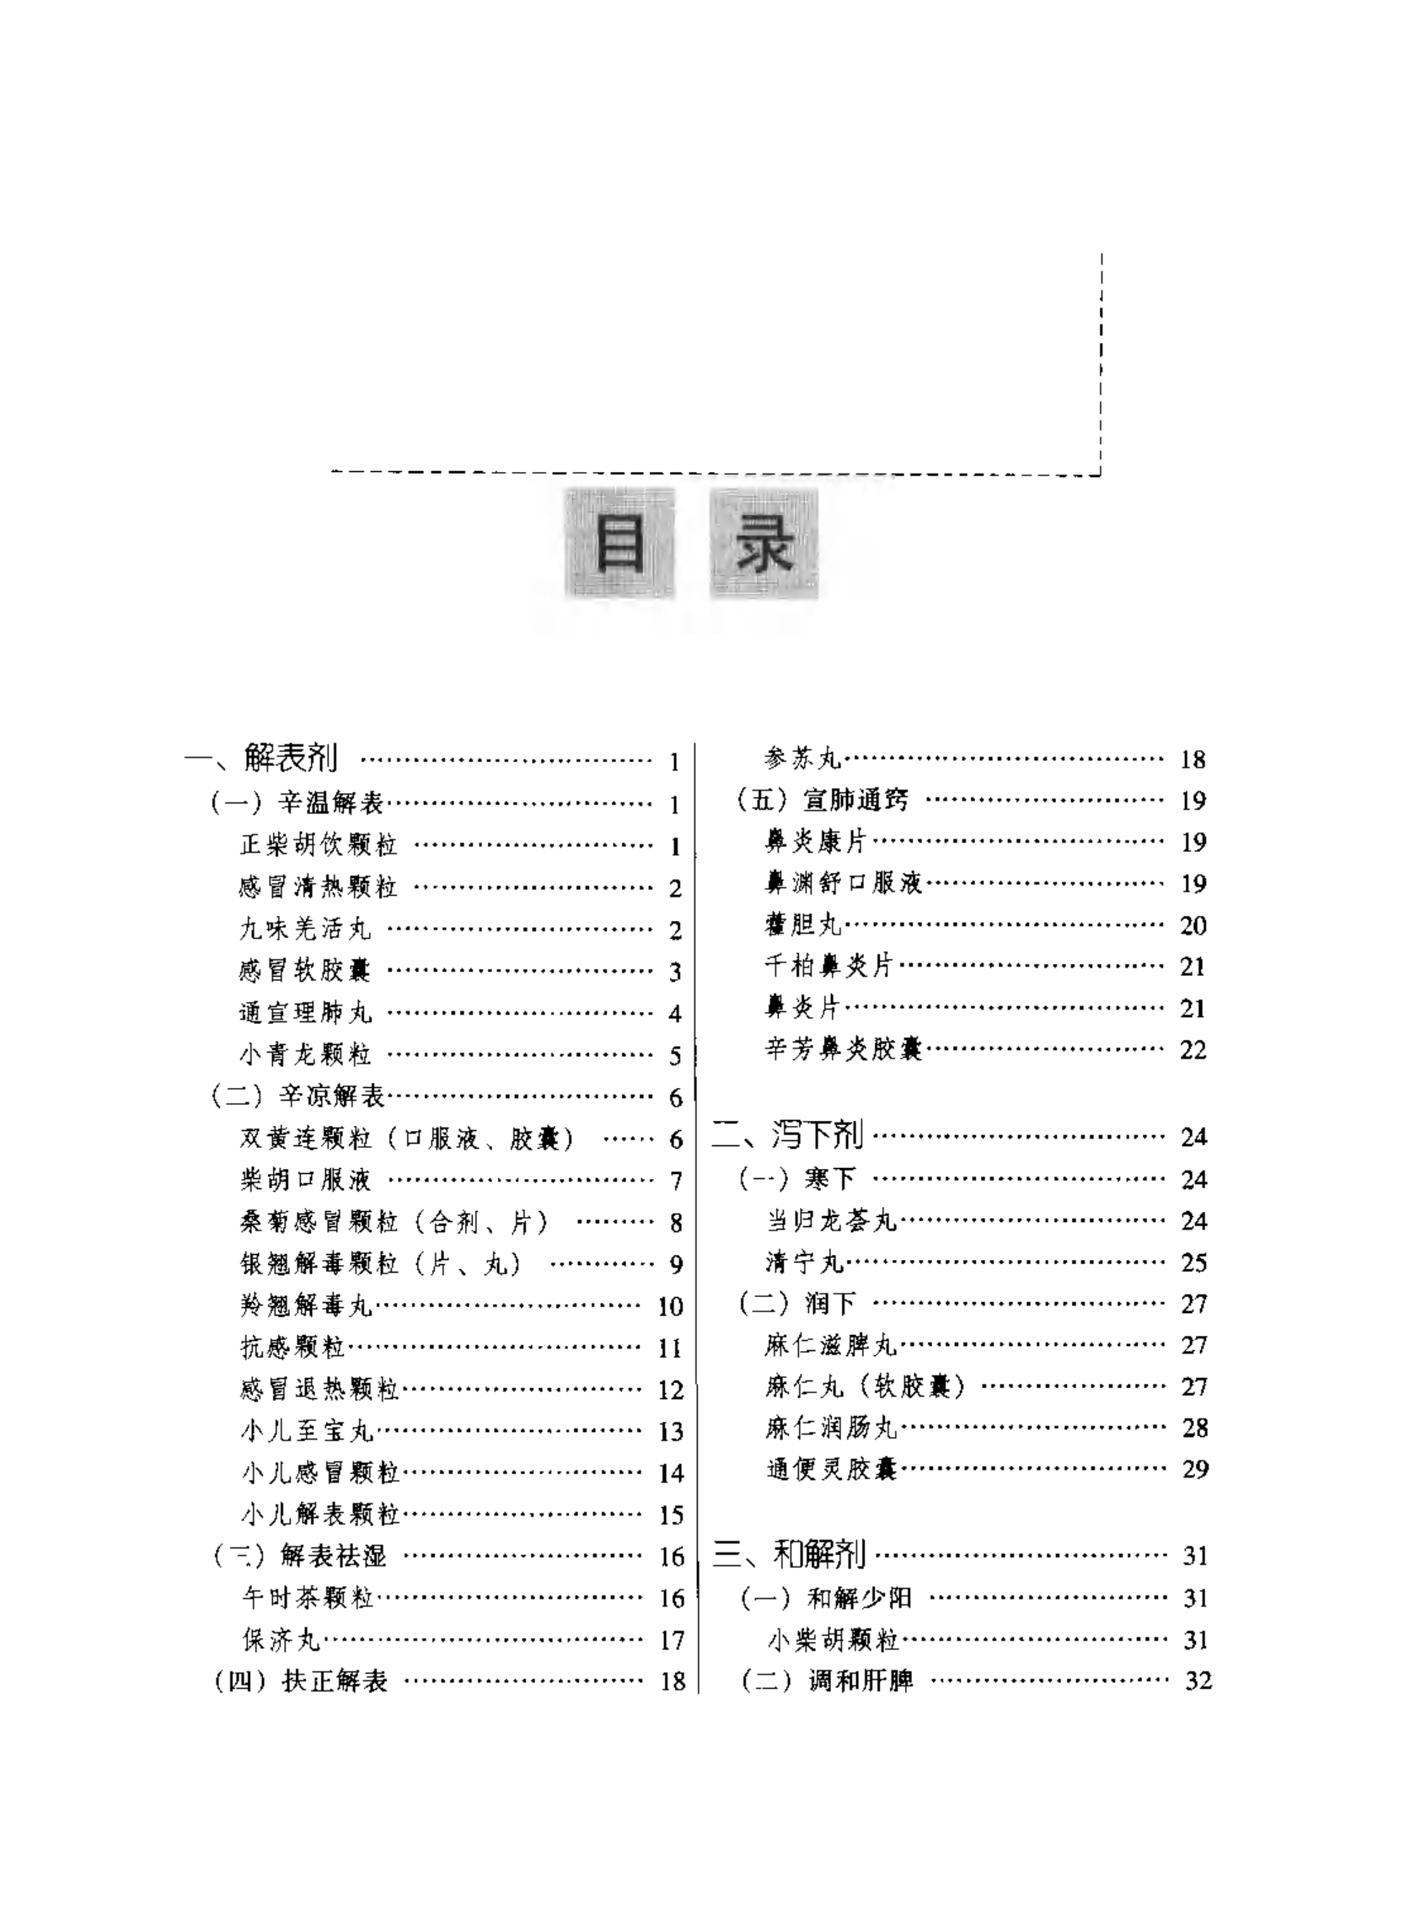 目 录
一、解表剂 …………………………… 1
（一）辛温解表………………………… 1
正柴胡饮颗粒 ……………………… 1
感冒清热颗粒 ……………………… 2
九味羌活丸 ………………………… 2
感冒软胶囊 ………………………… 3
通宣理肺丸 ………………………… 4
小青龙颗粒 ………………………… 5
（二）辛凉解表………………………… 6
双黄连颗粒（口服液、胶囊） …… 6
柴胡口服液 ………………………… 7
桑菊感冒颗粒（合剂、片） ……… 8
银翘解毒颗粒（片、丸） ………… 9
羚翘解毒丸………………………… 10
抗感颗粒…………………………… 11
感冒退热颗粒……………………… 12
小儿至宝丸………………………… 13
小儿感冒颗粒……………………… 14
小儿解表颗粒……………………… 15
（三）解表祛湿 ……………………… 16
午时茶颗粒………………………… 16
保济丸……………………………… 17
（四）扶正解表 ……………………… 18
参苏丸……………………………… 18
（五）宣肺通窍 ……………………… 19
鼻炎康片…………………………… 19
鼻渊舒口服液……………………… 19
藿胆丸……………………………… 20
千柏鼻炎片………………………… 21
鼻炎片……………………………… 21
辛芳鼻炎胶囊……………………… 22
二、泻下剂…………………………… 24
（一）寒下 …………………………… 24
当归龙荟丸………………………… 24
清宁丸……………………………… 25
（二）润下 …………………………… 27
麻仁滋脾丸………………………… 27
麻仁丸（软胶囊）………………… 27
麻仁润肠丸………………………… 28
通便灵胶囊………………………… 29
三、和解剂…………………………… 31
（一）和解少阳 ……………………… 31
小柴胡颗粒………………………… 31
（二）调和肝脾 ……………………… 32